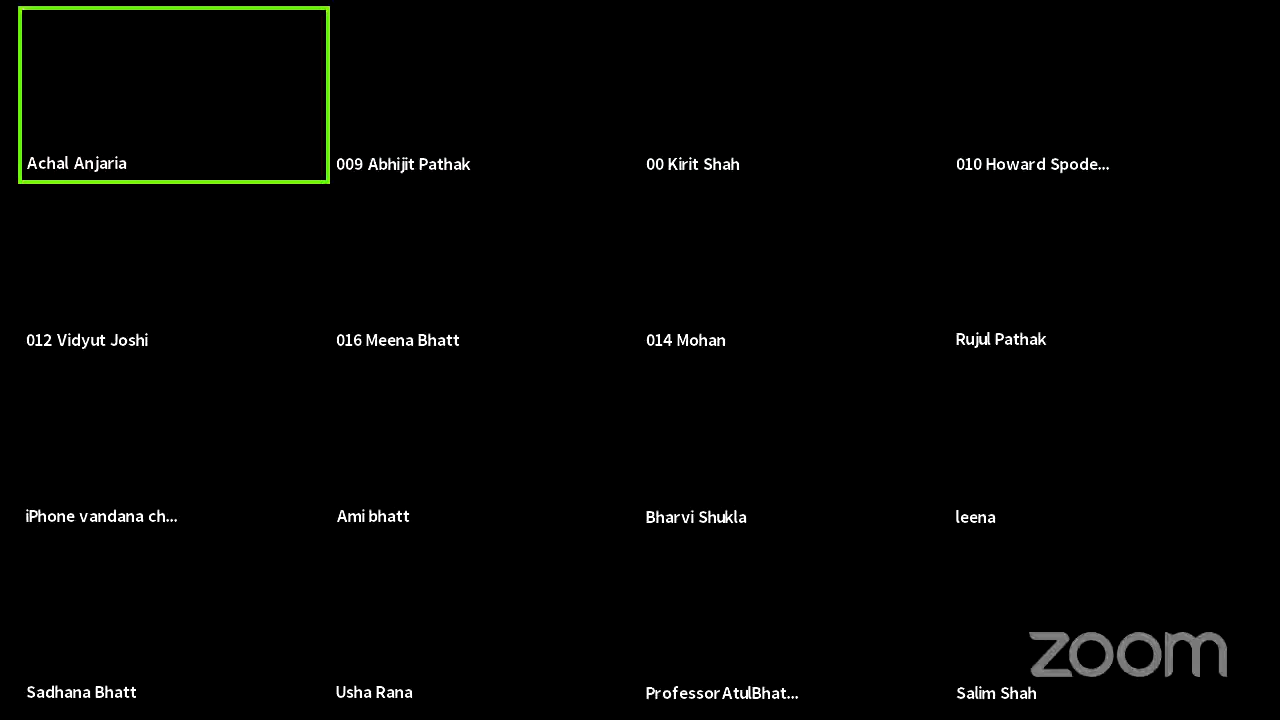 Achal Anjaria
009 Abhijit Pathak
00 Kirit Shah
010 Howard Spode...
012 Vidyut Joshi
016 Meena Bhatt
014 Mohan
Rujul Pathak
iPhone vandana ch...
Ami bhatt
Bharvi Shukla
leena
Sadhana Bhatt
Usha Rana
Professor AtulBhat...
Salim Shah
zoom